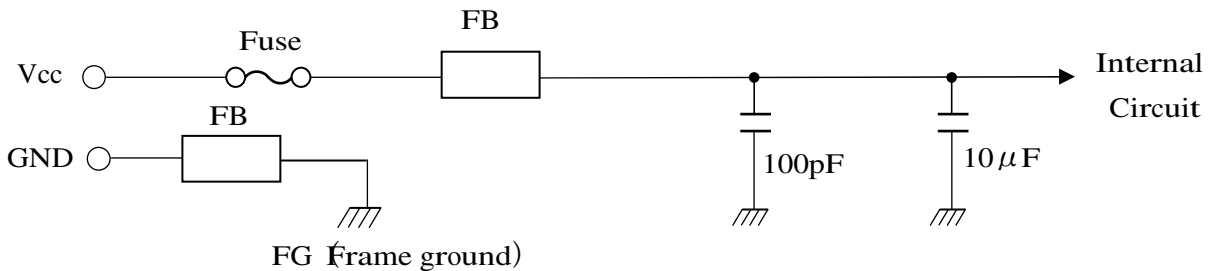 FB
Fuse
Vcc
Internal
Circuit
FB
GND
100pF
10μF
FG (Frame ground)